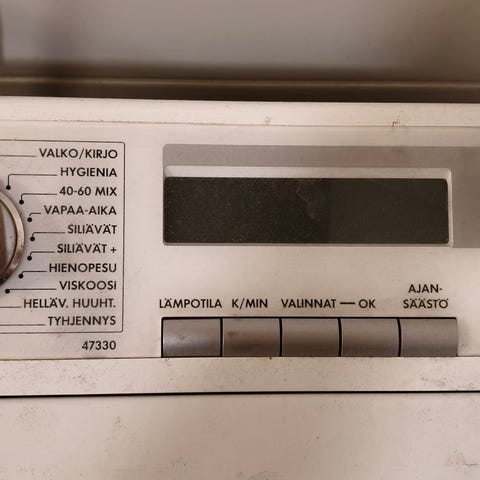 VALKO/KIRJO
HYGIENIA
40-60 MIX
VAPAA-AIKA
SILIÄVÄT
SILIÄVÄT +
HIENOPESU
VISKOOSI
HELLÄV. HUUHT.
TYHJENNYS
47330
LÄMPOTILA K/MIN VALINNAT — OK
AJAN-
SÄÄSTÖ